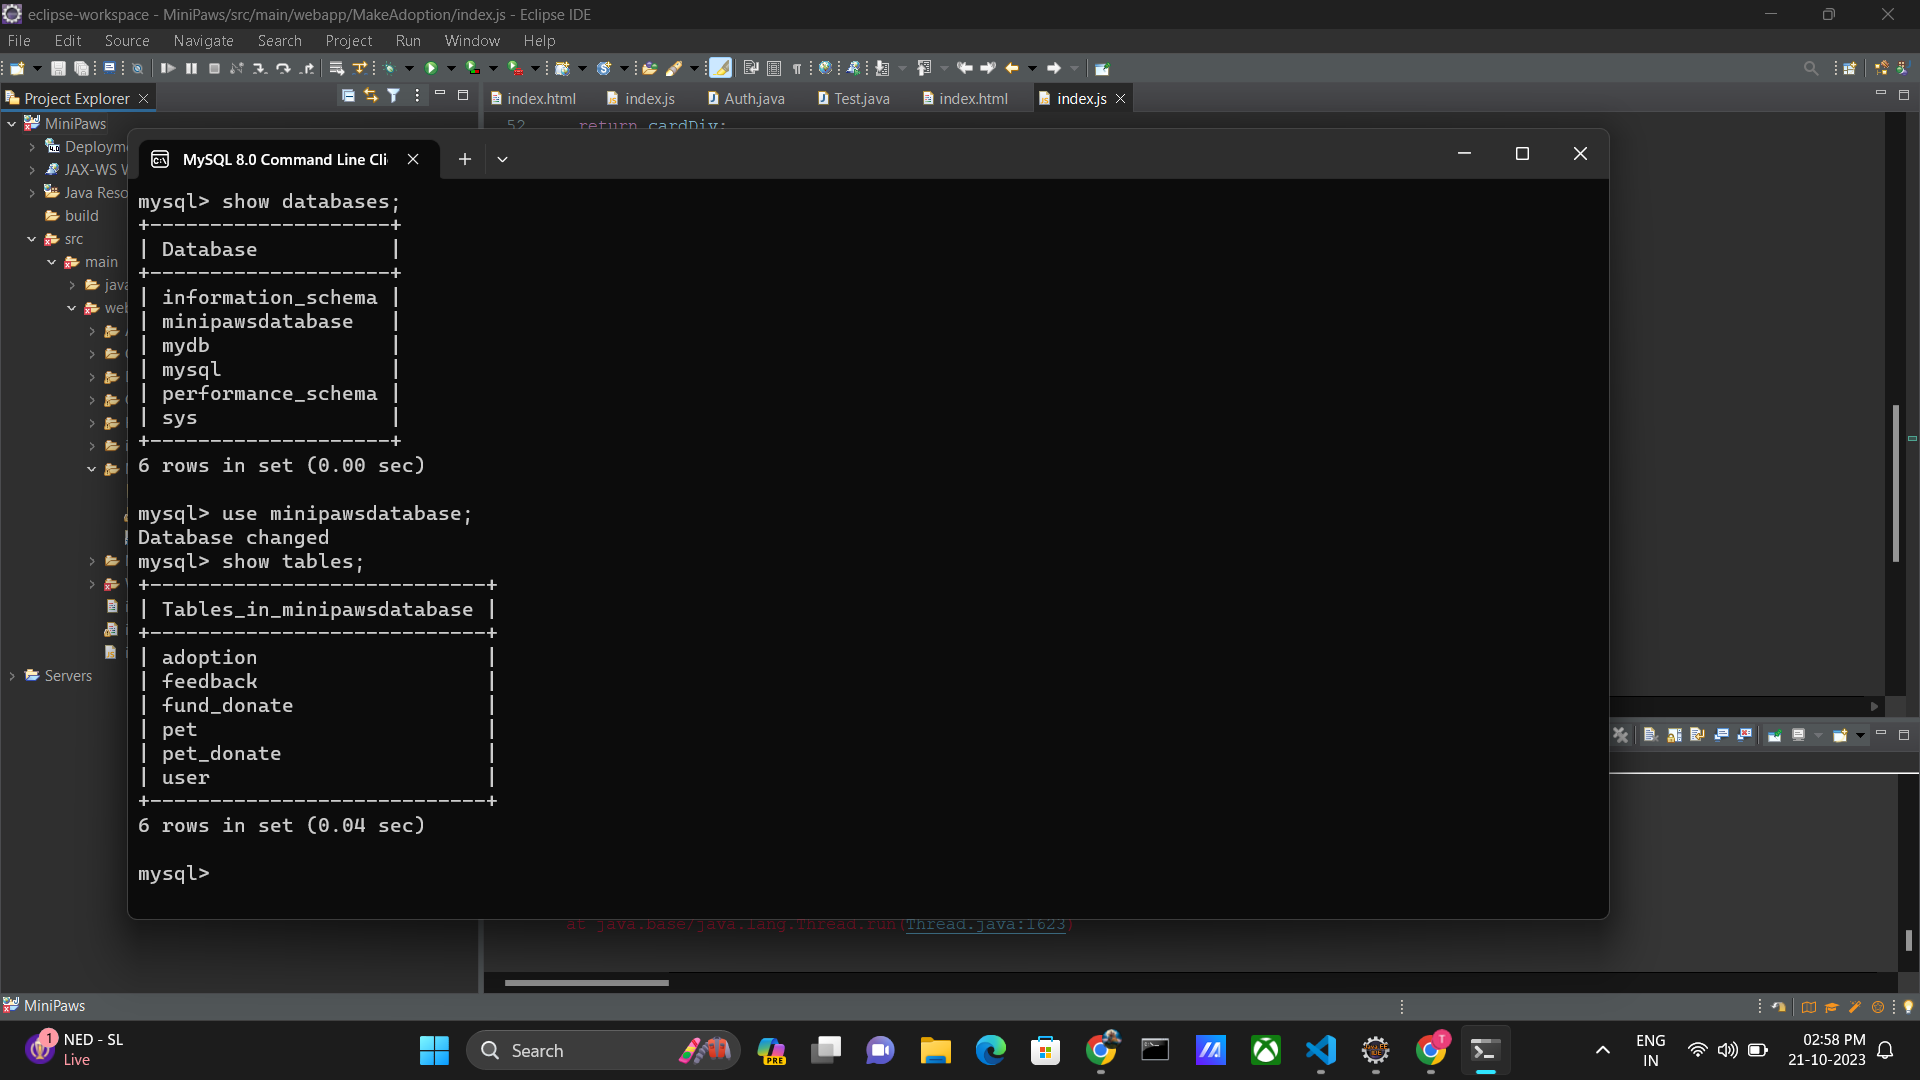 eclipse-workspace - MiniPaws/src/main/webapp/MakeAdoption/index.js - Eclipse IDE
File Edit Source Navigate Search Project Run Window Help
Project Explorer
index.html index.js Auth.java Test.java index.html index.js
MiniPaws
52 return cardDiv;
Deploym
JAX-WS
Java Reso
build
src
main
java
web
Servers
MySQL 8.0 Command Line Cli
mysql> show databases;
+--------------------+
| Database           |
+--------------------+
| information_schema |
| minipawsdatabase   |
| mydb               |
| mysql              |
| performance_schema |
| sys                |
+--------------------+
6 rows in set (0.00 sec)
mysql> use minipawsdatabase;
Database changed
mysql> show tables;
+----------------------------+
| Tables_in_minipawsdatabase |
+----------------------------+
| adoption                   |
| feedback                   |
| fund_donate                |
| pet                        |
| pet_donate                 |
| user                       |
+----------------------------+
6 rows in set (0.04 sec)
mysql>
at java.base/java.lang.Thread.run(Thread.java:1623)
MiniPaws
1 NED - SL
Live
Search
PRE
T
ENG
IN
02:58 PM
21-10-2023